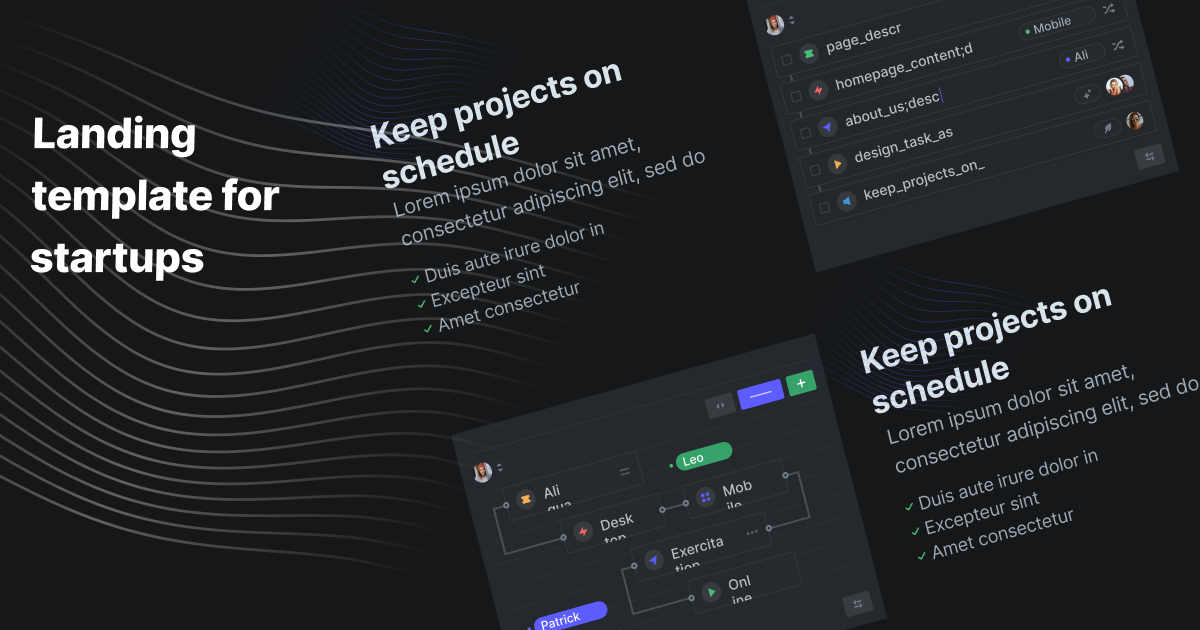 Landing
template for
startups
Keep projects on
schedule
Lorem ipsum dolor sit amet,
consectetur adipiscing elit, sed do
Duis aute irure dolor in
Excepteur sint
Amet consectetur
page_descr
homepage_content;d
Mobile
about_us;desc
Ali
design_task_as
keep_projects_on_
Keep projects on
schedule
Lorem ipsum dolor sit amet,
consectetur adipiscing elit, sed do
Duis aute irure dolor in
Excepteur sint
Amet consectetur
Leo
Ali
qua
Desk
top
Mob
ile
Exercita
tion
Onl
ine
Patrick